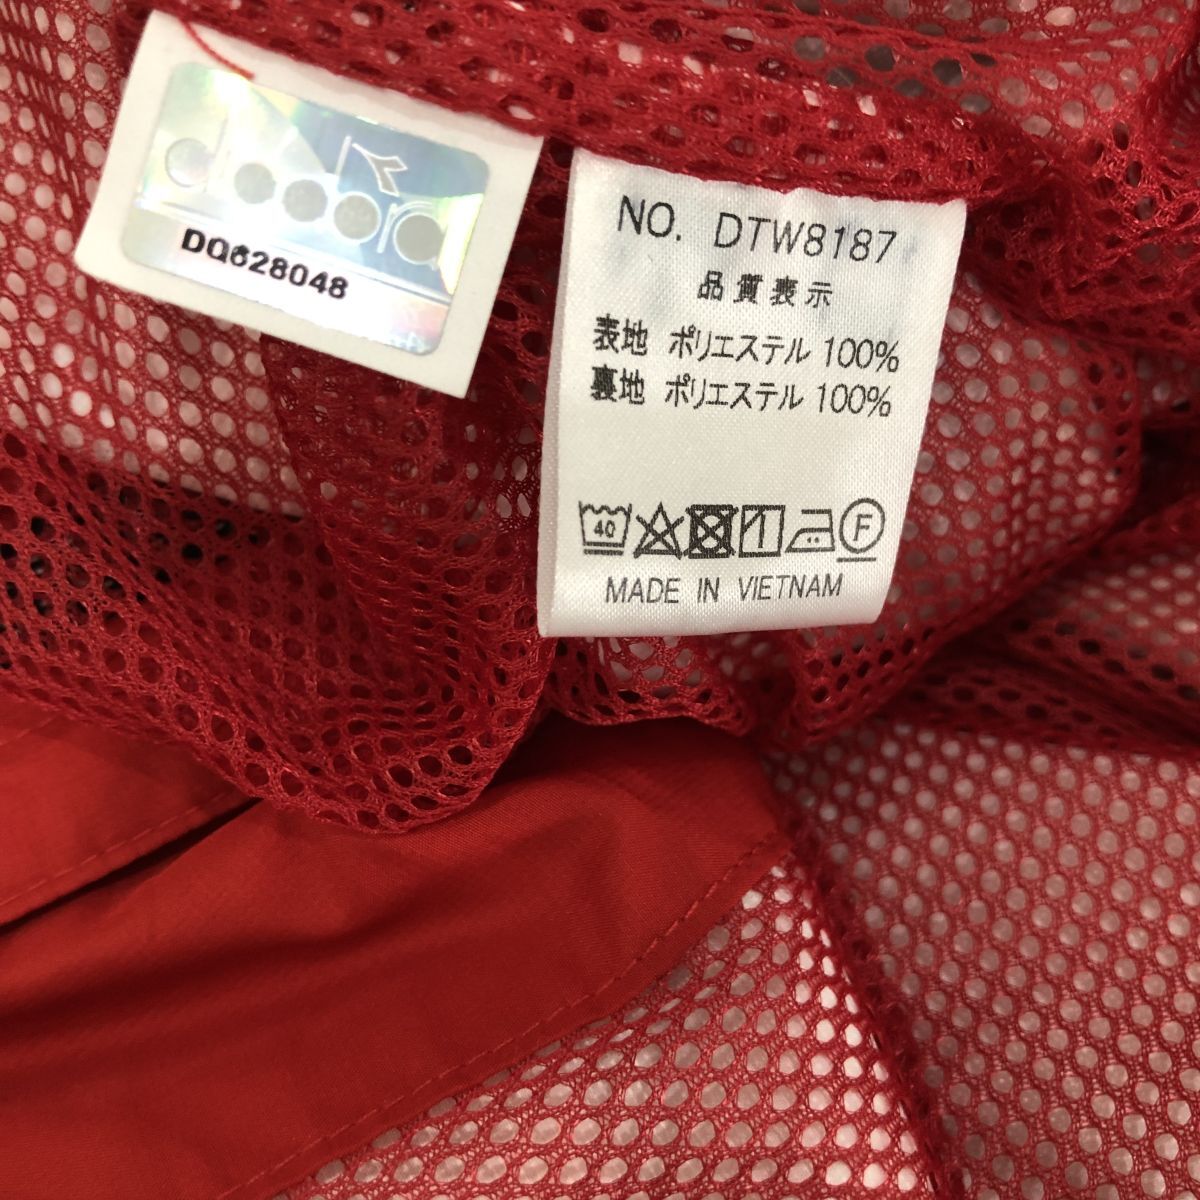 diadora
DQ628048
NO. DTW8187
品質表示
表地 ポリエステル 100%
裏地 ポリエステル 100%
40 F
MADE IN VIETNAM